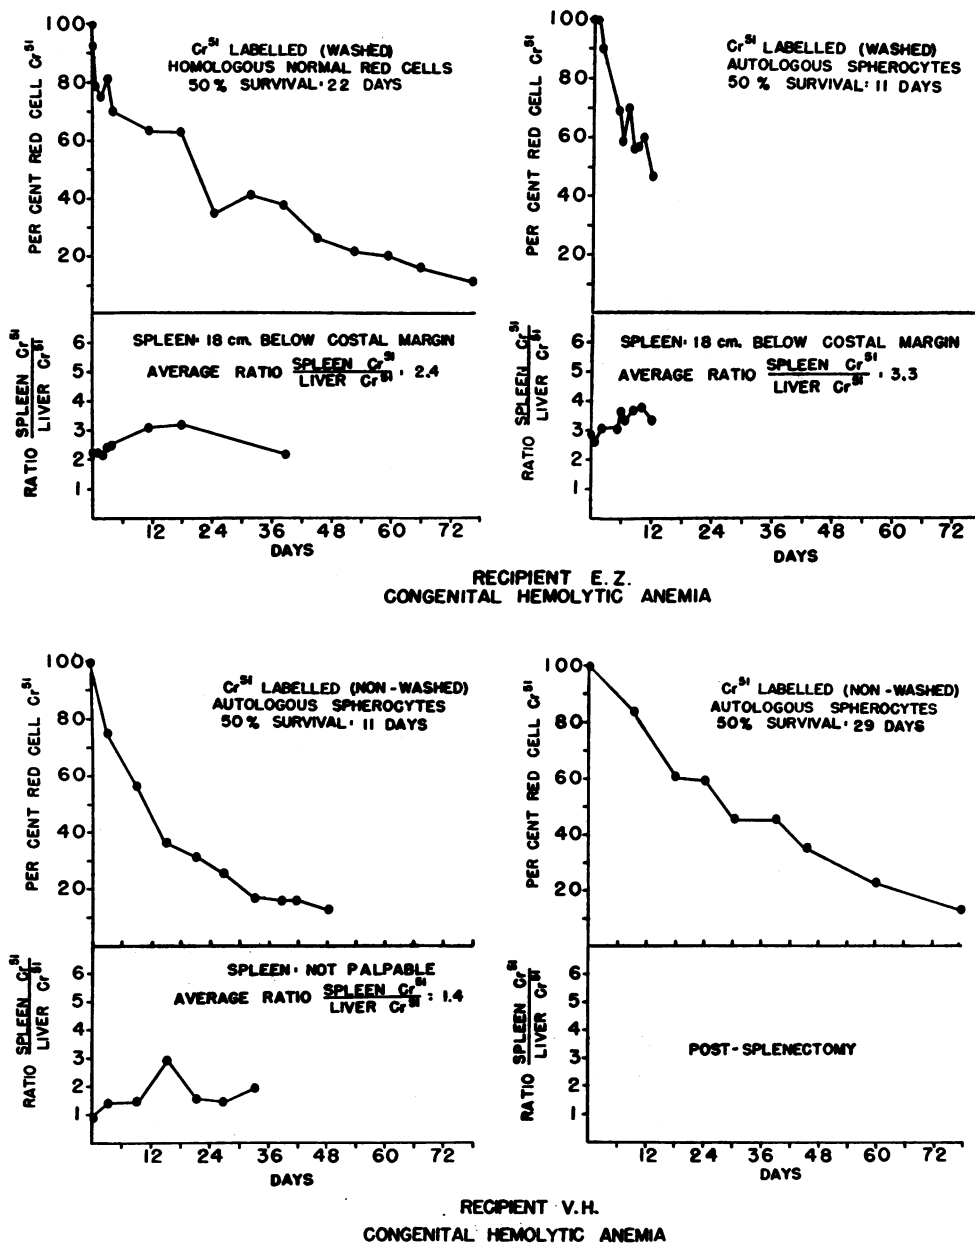 100
80
60
40
20
PER CENT RED CELL Cr⁵¹
Cr⁵¹ LABELLED (WASHED)
HOMOLOGOUS NORMAL RED CELLS
50% SURVIVAL: 22 DAYS
6
5
4
3
2
1
RATIO SPLEEN Cr⁵¹
LIVER Cr⁵¹
SPLEEN: 18 cm. BELOW COSTAL MARGIN
AVERAGE RATIO SPLEEN Cr⁵¹ : 2.4
LIVER Cr⁵¹
12 24 36 48 60 72
DAYS
100
80
60
40
20
PER CENT RED CELL Cr⁵¹
Cr⁵¹ LABELLED (WASHED)
AUTOLOGOUS SPHEROCYTES
50 % SURVIVAL: 11 DAYS
6
5
4
3
2
1
RATIO SPLEEN Cr⁵¹
LIVER Cr⁵¹
SPLEEN: 18 cm. BELOW COSTAL MARGIN
AVERAGE RATIO SPLEEN Cr⁵¹ : 3.3
LIVER Cr⁵¹
12 24 36 48 60 72
DAYS
RECIPIENT E. Z.
CONGENITAL HEMOLYTIC ANEMIA
100
80
60
40
20
PER CENT RED CELL Cr⁵¹
Cr⁵¹ LABELLED (NON-WASHED)
AUTOLOGOUS SPHEROCYTES
50% SURVIVAL: 11 DAYS
6
5
4
3
2
1
RATIO SPLEEN Cr⁵¹
LIVER Cr⁵¹
SPLEEN: NOT PALPABLE
AVERAGE RATIO SPLEEN Cr⁵¹ : 1.4
LIVER Cr⁵¹
12 24 36 48 60 72
DAYS
100
80
60
40
20
PER CENT RED CELL Cr⁵¹
Cr⁵¹ LABELLED (NON-WASHED)
AUTOLOGOUS SPHEROCYTES
50% SURVIVAL: 29 DAYS
6
5
4
3
2
1
RATIO SPLEEN Cr⁵¹
LIVER Cr⁵¹
POST-SPLENECTOMY
12 24 36 48 60 72
DAYS
RECIPIENT V.H.
CONGENITAL HEMOLYTIC ANEMIA